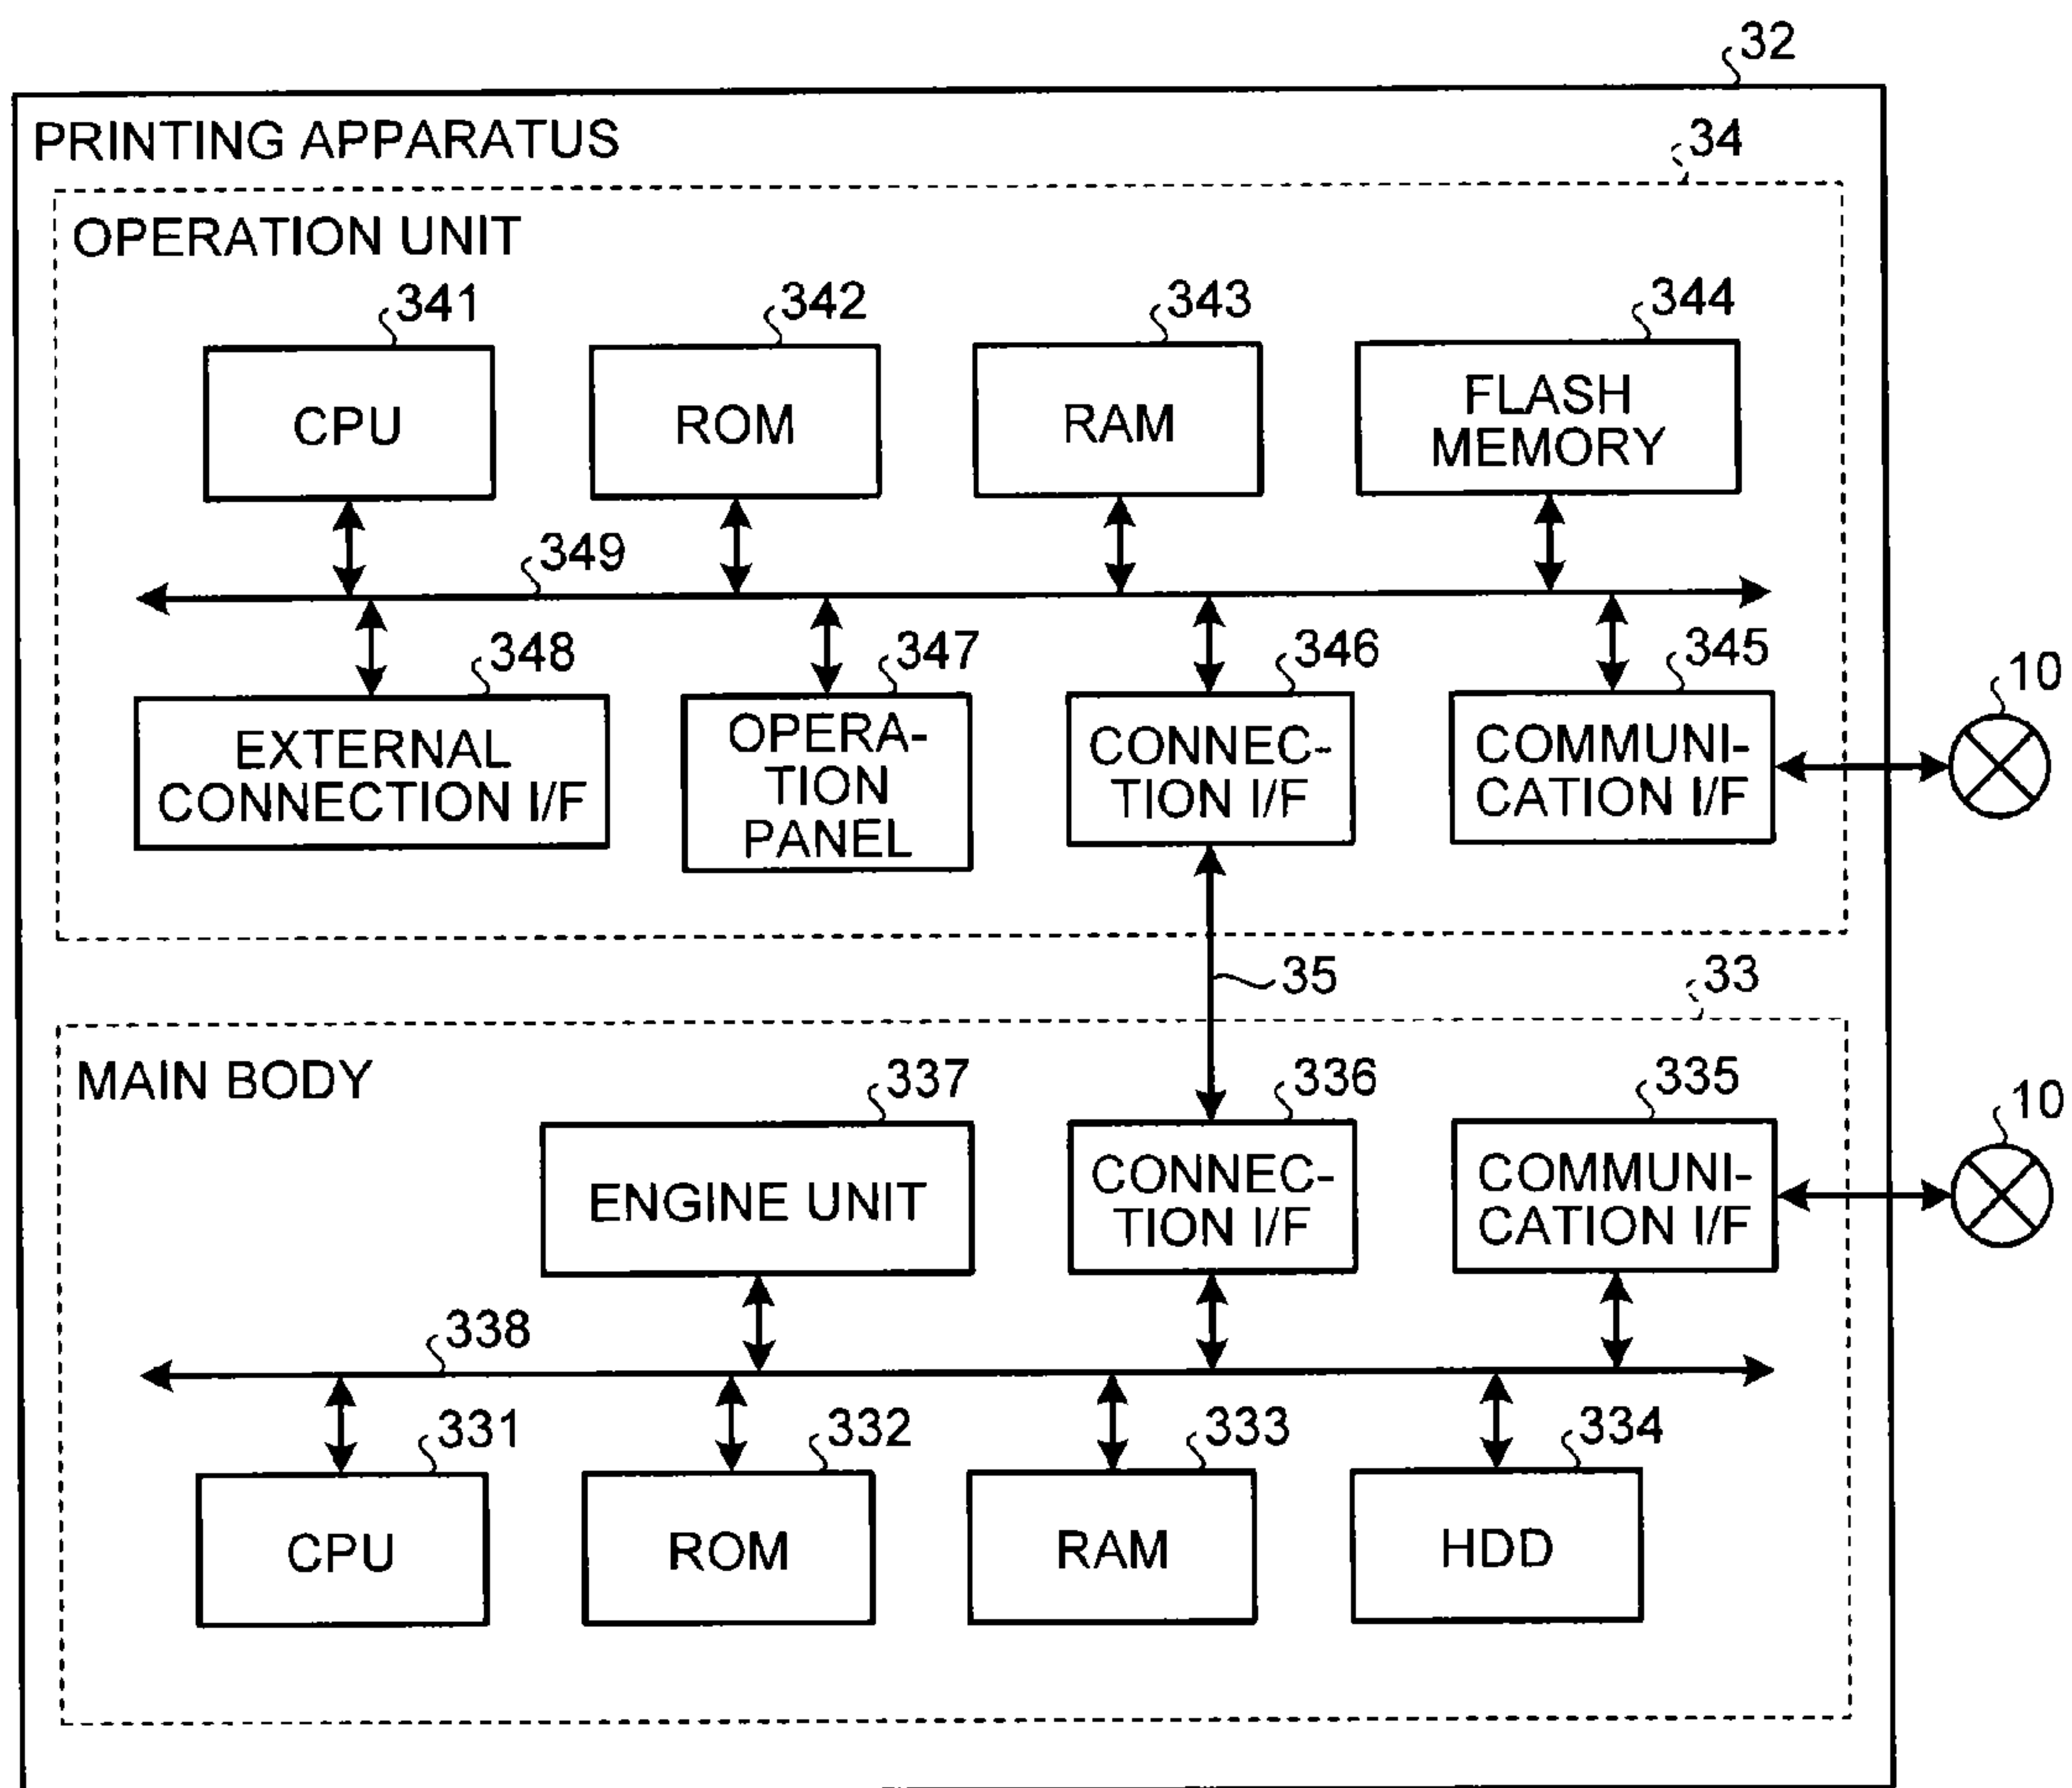 32
PRINTING APPARATUS
34
OPERATION UNIT
341
342
343
344
CPU
ROM
RAM
FLASH
MEMORY
349
348
347
346
345
10
EXTERNAL
CONNECTION I/F
OPERA-
TION
PANEL
CONNEC-
TION I/F
COMMUNI-
CATION I/F
35
33
MAIN BODY
337
336
335
10
ENGINE UNIT
CONNEC-
TION I/F
COMMUNI-
CATION I/F
338
331
332
333
334
CPU
ROM
RAM
HDD